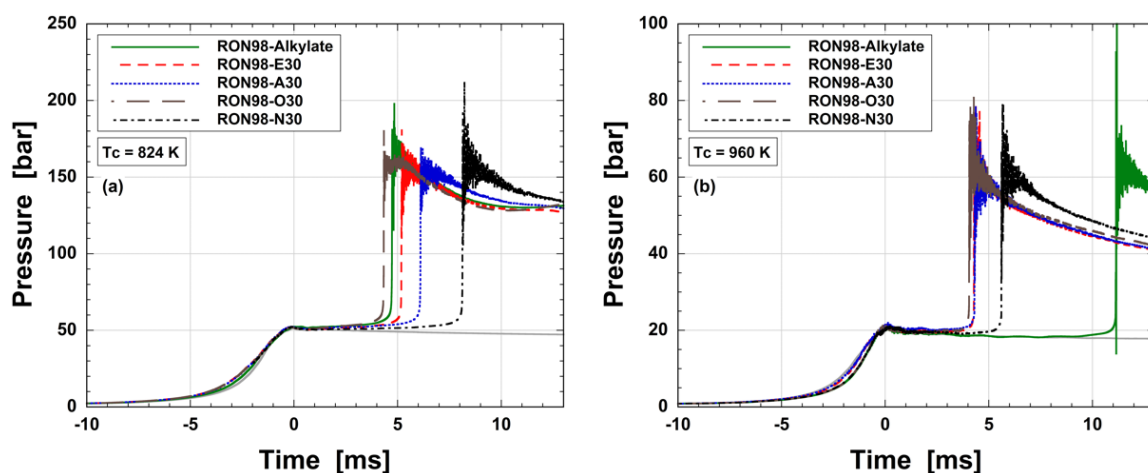 250
200
150
100
50
0
Pressure [bar]
RON98-Alkylate
RON98-E30
RON98-A30
RON98-O30
RON98-N30
Tc = 824 K
(a)
-10
-5
0
5
10
Time [ms]
100
80
60
40
20
0
Pressure [bar]
RON98-Alkylate
RON98-E30
RON98-A30
RON98-O30
RON98-N30
Tc = 960 K
(b)
-10
-5
0
5
10
Time [ms]